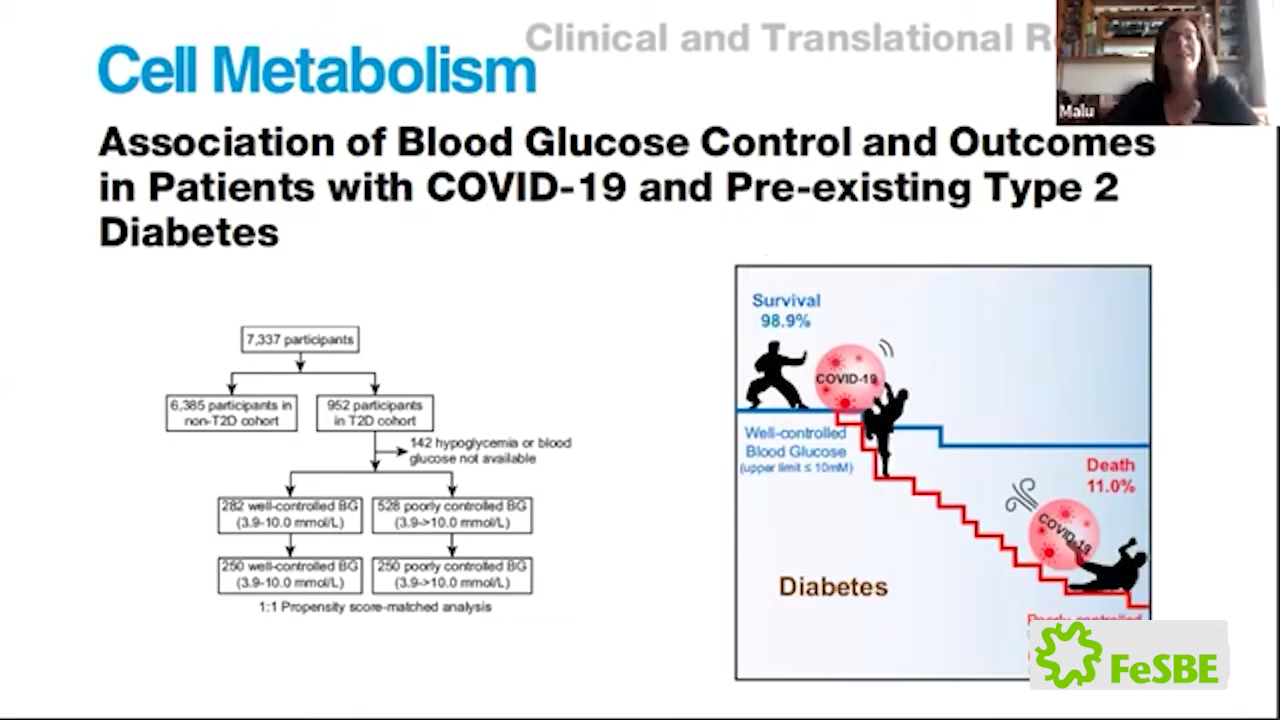 Clinical and Translational
Malu
Cell Metabolism
Association of Blood Glucose Control and Outcomes
in Patients with COVID-19 and Pre-existing Type 2
Diabetes
7,337 participants
6,385 participants in
non-T2D cohort
952 participants
in T2D cohort
142 hypoglycemia or blood
glucose not available
282 well-controlled BG
(3.9-10.0 mmol/L)
528 poorly controlled BG
(3.9->10.0 mmol/L)
250 well-controlled BG
(3.9-10.0 mmol/L)
250 poorly controlled BG
(3.9->10.0 mmol/L)
1:1 Propensity score-matched analysis
Survival
98.9%
COVID-19
Well-controlled
Blood Glucose
(upper limit ≤ 10mM)
Death
11.0%
COVID-19
Diabetes
Poorly-controlled
FeSBE